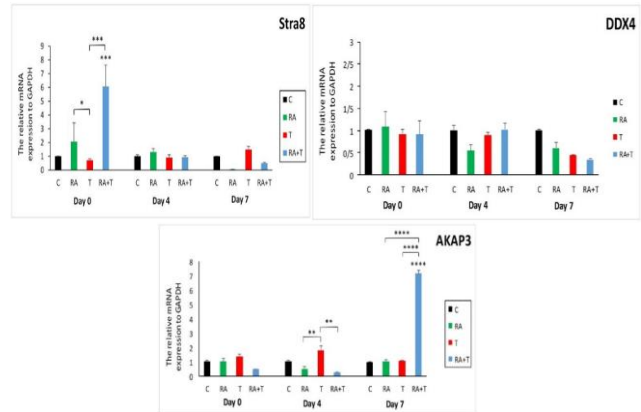 Stra8
The relative mRNA
expression to GAPDH
9
8
7
6
5
4
3
2
1
0
***
***
*
C RA T RA+T C RA T RA+T C RA T RA+T
Day 0 Day 4 Day 7
C
RA
T
RA+T
DDX4
The relative mRNA
expression to GAPDH
3
2/5
2
1/5
1
0/5
0
C RA T RA+T C RA T RA+T C RA T RA+T
Day 0 Day 4 Day 7
C
RA
T
RA+T
AKAP3
The relative mRNA
expression to GAPDH
8
7
6
5
4
3
2
1
0
****
****
****
** **
C RA T RA+T C RA T RA+T C RA T RA+T
Day 0 Day 4 Day 7
C
RA
T
RA+T